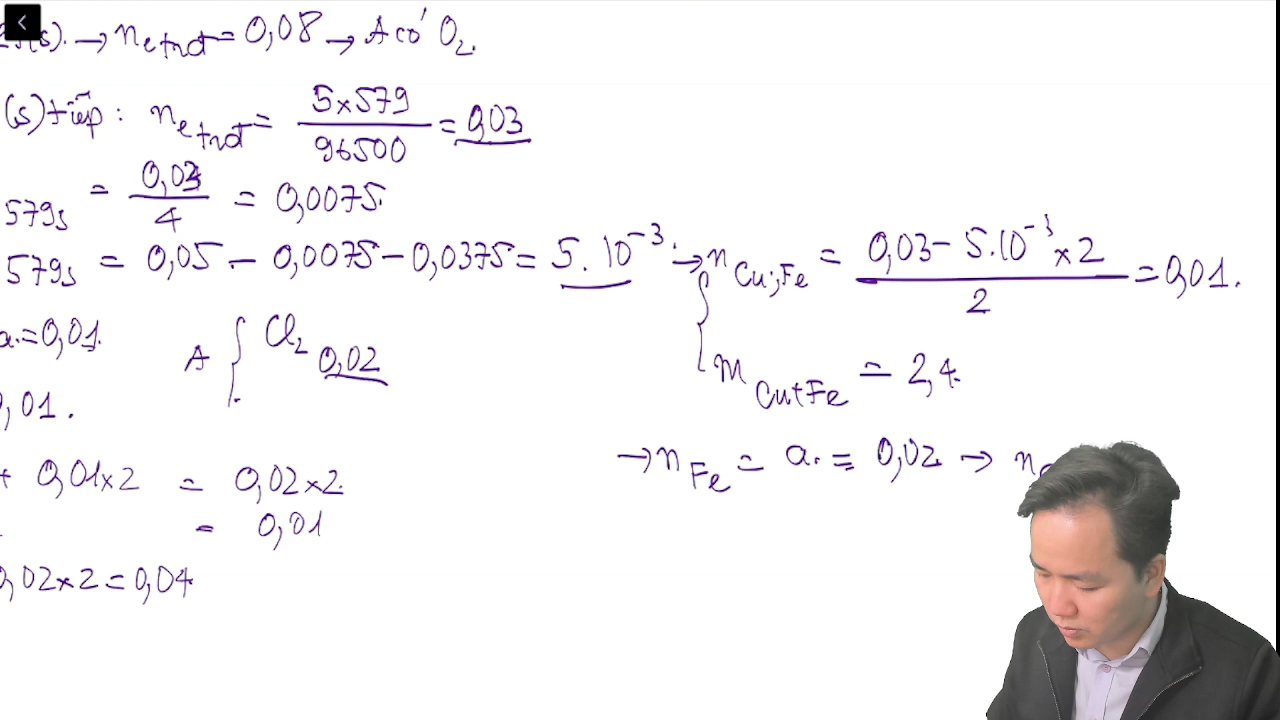 (s). → n e trđ = 0,08 → A có O₂.
(s) tiếp : n e trđ = 5×579 / 96500 = 0,03
579s = 0,03 / 4 = 0,0075.
579s = 0,05 - 0,0075 - 0,0375 = 5.10⁻³. → n Cu;Fe = 0,03 - 5.10⁻³ × 2 / 2 = 0,01.
a = 0,01. A { Cl₂ 0,02
m Cu+Fe = 2,4.
0,01.
→ n Fe = a = 0,02 → n
+ 0,01×2 = 0,02×2.
= 0,01
0,02×2 = 0,04